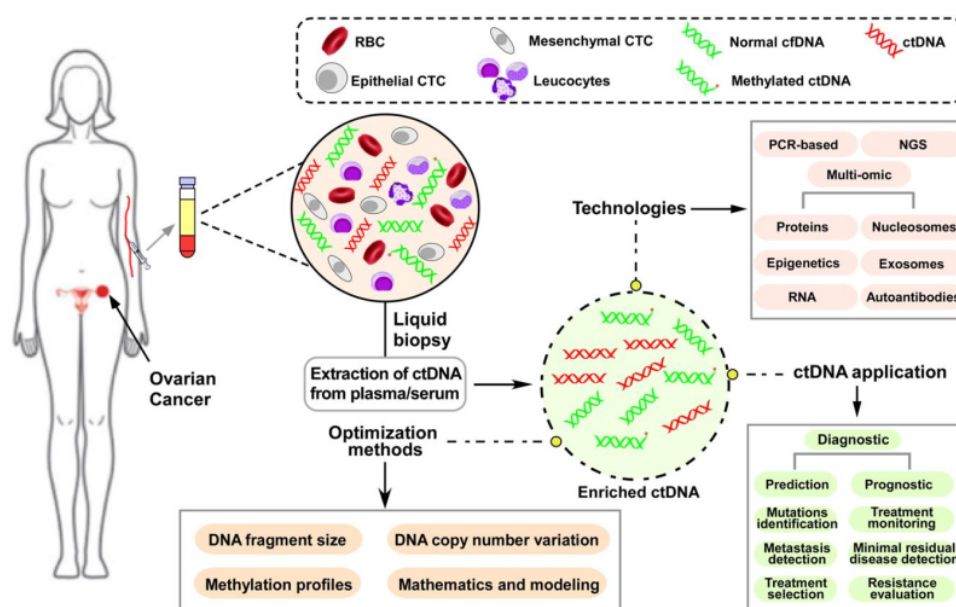 RBC
Mesenchymal CTC
Normal cfDNA
ctDNA
Epithelial CTC
Leucocytes
Methylated ctDNA
PCR-based
NGS
Multi-omic
Technologies
Proteins
Nucleosomes
Epigenetics
Exosomes
RNA
Autoantibodies
Ovarian
Cancer
Liquid
biopsy
Extraction of ctDNA
from plasma/serum
ctDNA application
Optimization
methods
Enriched ctDNA
Diagnostic
Prediction
Prognostic
Mutations
identification
Treatment
monitoring
Metastasis
detection
Minimal residual
disease detection
Treatment
selection
Resistance
evaluation
DNA fragment size
DNA copy number variation
Methylation profiles
Mathematics and modeling